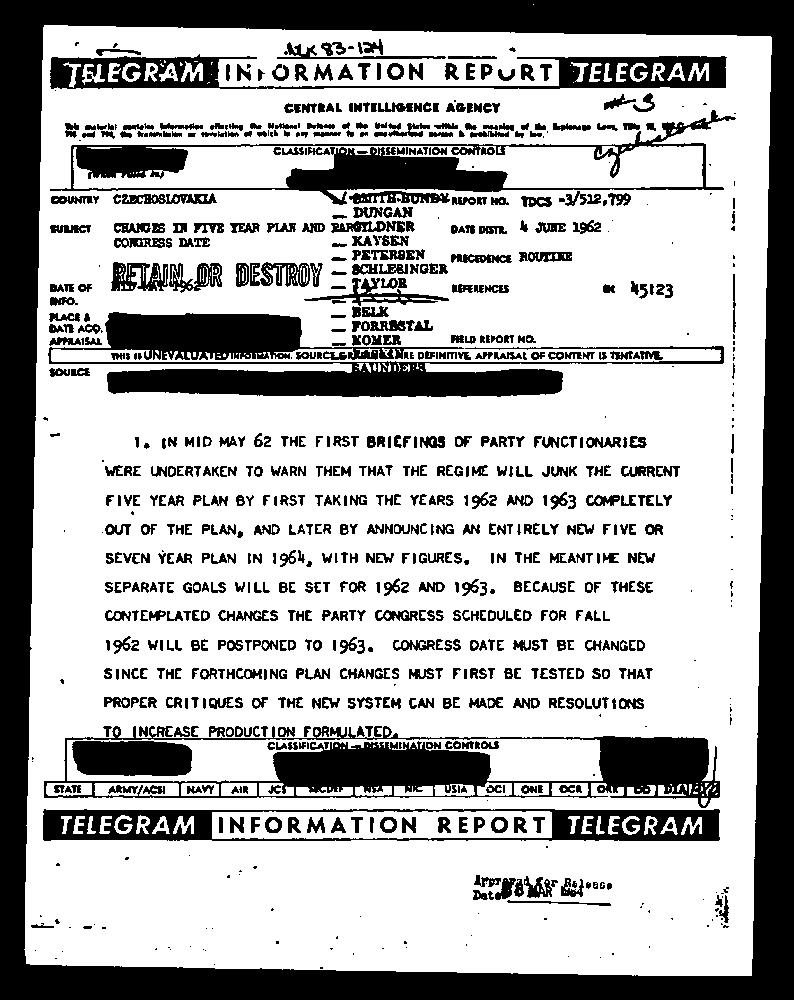 NLK 83-124
TELEGRAM INFORMATION REPORT TELEGRAM
CENTRAL INTELLIGENCE AGENCY
# 3
Czechoslovakia
This material contains information affecting the National Defense of the United States within the meaning of the Espionage Laws, Title 18, U.S.C. Secs.
793 and 794, the transmission or revelation of which in any manner to an unauthorized person is prohibited by law.
CLASSIFICATION — DISSEMINATION CONTROLS
(When Filled In)
COUNTRY CZECHOSLOVAKIA
SMITH-BUNDY
REPORT NO. TDCS -3/512,799
DUNGAN
SUBJECT CHANGES IN FIVE YEAR PLAN AND PARTY
CONGRESS DATE
DATE DISTR. 4 JUNE 1962
KAYSEN
PETERSEN
PRECEDENCE ROUTINE
SCHLESINGER
RETAIN OR DESTROY
TAYLOR
DATE OF INFO. MID-MAY 1962
REFERENCES
45123
BELK
PLACE & DATE ACQ.
FORRESTAL
APPRAISAL
KOMER
FIELD REPORT NO.
THIS IS UNEVALUATED INFORMATION. SOURCE GRADINGS ARE DEFINITIVE. APPRAISAL OF CONTENT IS TENTATIVE.
SOURCE
SAUNDERS
1. IN MID MAY 62 THE FIRST BRIEFINGS OF PARTY FUNCTIONARIES
WERE UNDERTAKEN TO WARN THEM THAT THE REGIME WILL JUNK THE CURRENT
FIVE YEAR PLAN BY FIRST TAKING THE YEARS 1962 AND 1963 COMPLETELY
OUT OF THE PLAN, AND LATER BY ANNOUNCING AN ENTIRELY NEW FIVE OR
SEVEN YEAR PLAN IN 1964, WITH NEW FIGURES. IN THE MEANTIME NEW
SEPARATE GOALS WILL BE SET FOR 1962 AND 1963. BECAUSE OF THESE
CONTEMPLATED CHANGES THE PARTY CONGRESS SCHEDULED FOR FALL
1962 WILL BE POSTPONED TO 1963. CONGRESS DATE MUST BE CHANGED
SINCE THE FORTHCOMING PLAN CHANGES MUST FIRST BE TESTED SO THAT
PROPER CRITIQUES OF THE NEW SYSTEM CAN BE MADE AND RESOLUTIONS
TO INCREASE PRODUCTION FORMULATED.
CLASSIFICATION — DISSEMINATION CONTROLS
STATE ARMY/ACSI NAVY AIR JCS SECDEF NSA NIC USIA OCI ONE OCR ORR OO DIA
TELEGRAM INFORMATION REPORT TELEGRAM
Approved for Release
Date MAR 1984